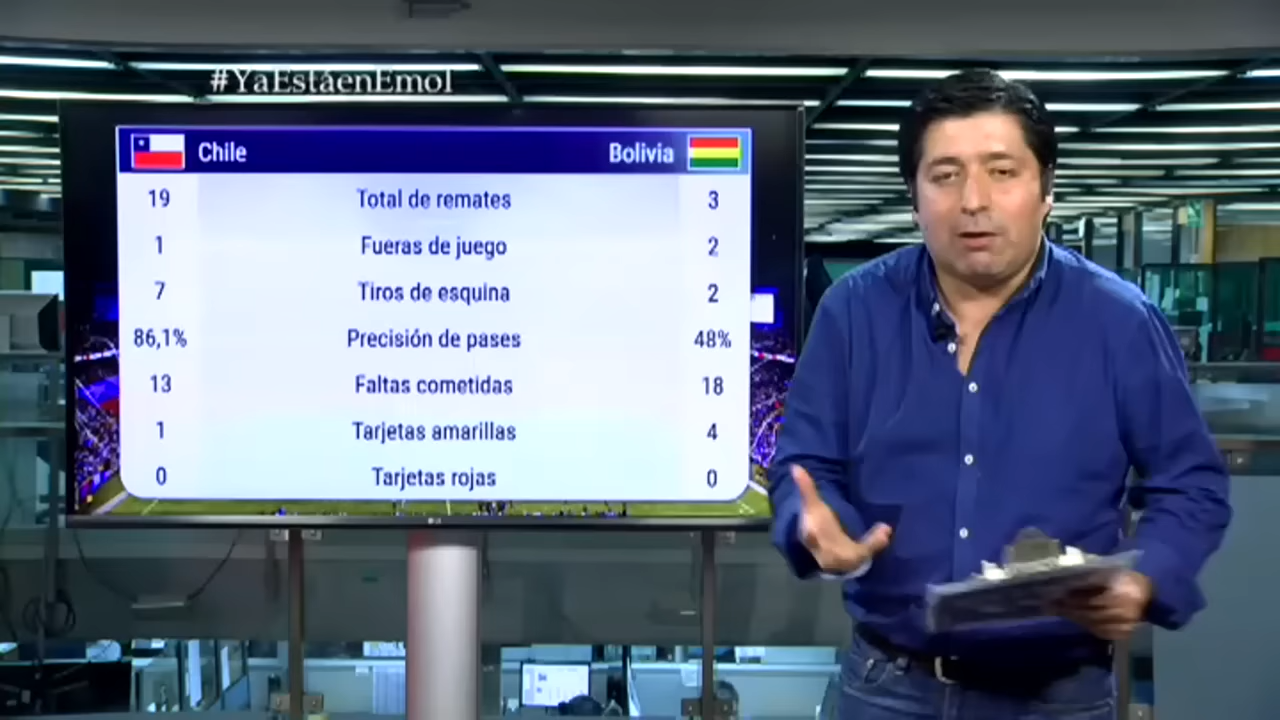 #YaEstáenEmol
Chile Bolivia
19 Total de remates 3
1 Fueras de juego 2
7 Tiros de esquina 2
86,1% Precisión de pases 48%
13 Faltas cometidas 18
1 Tarjetas amarillas 4
0 Tarjetas rojas 0
LG